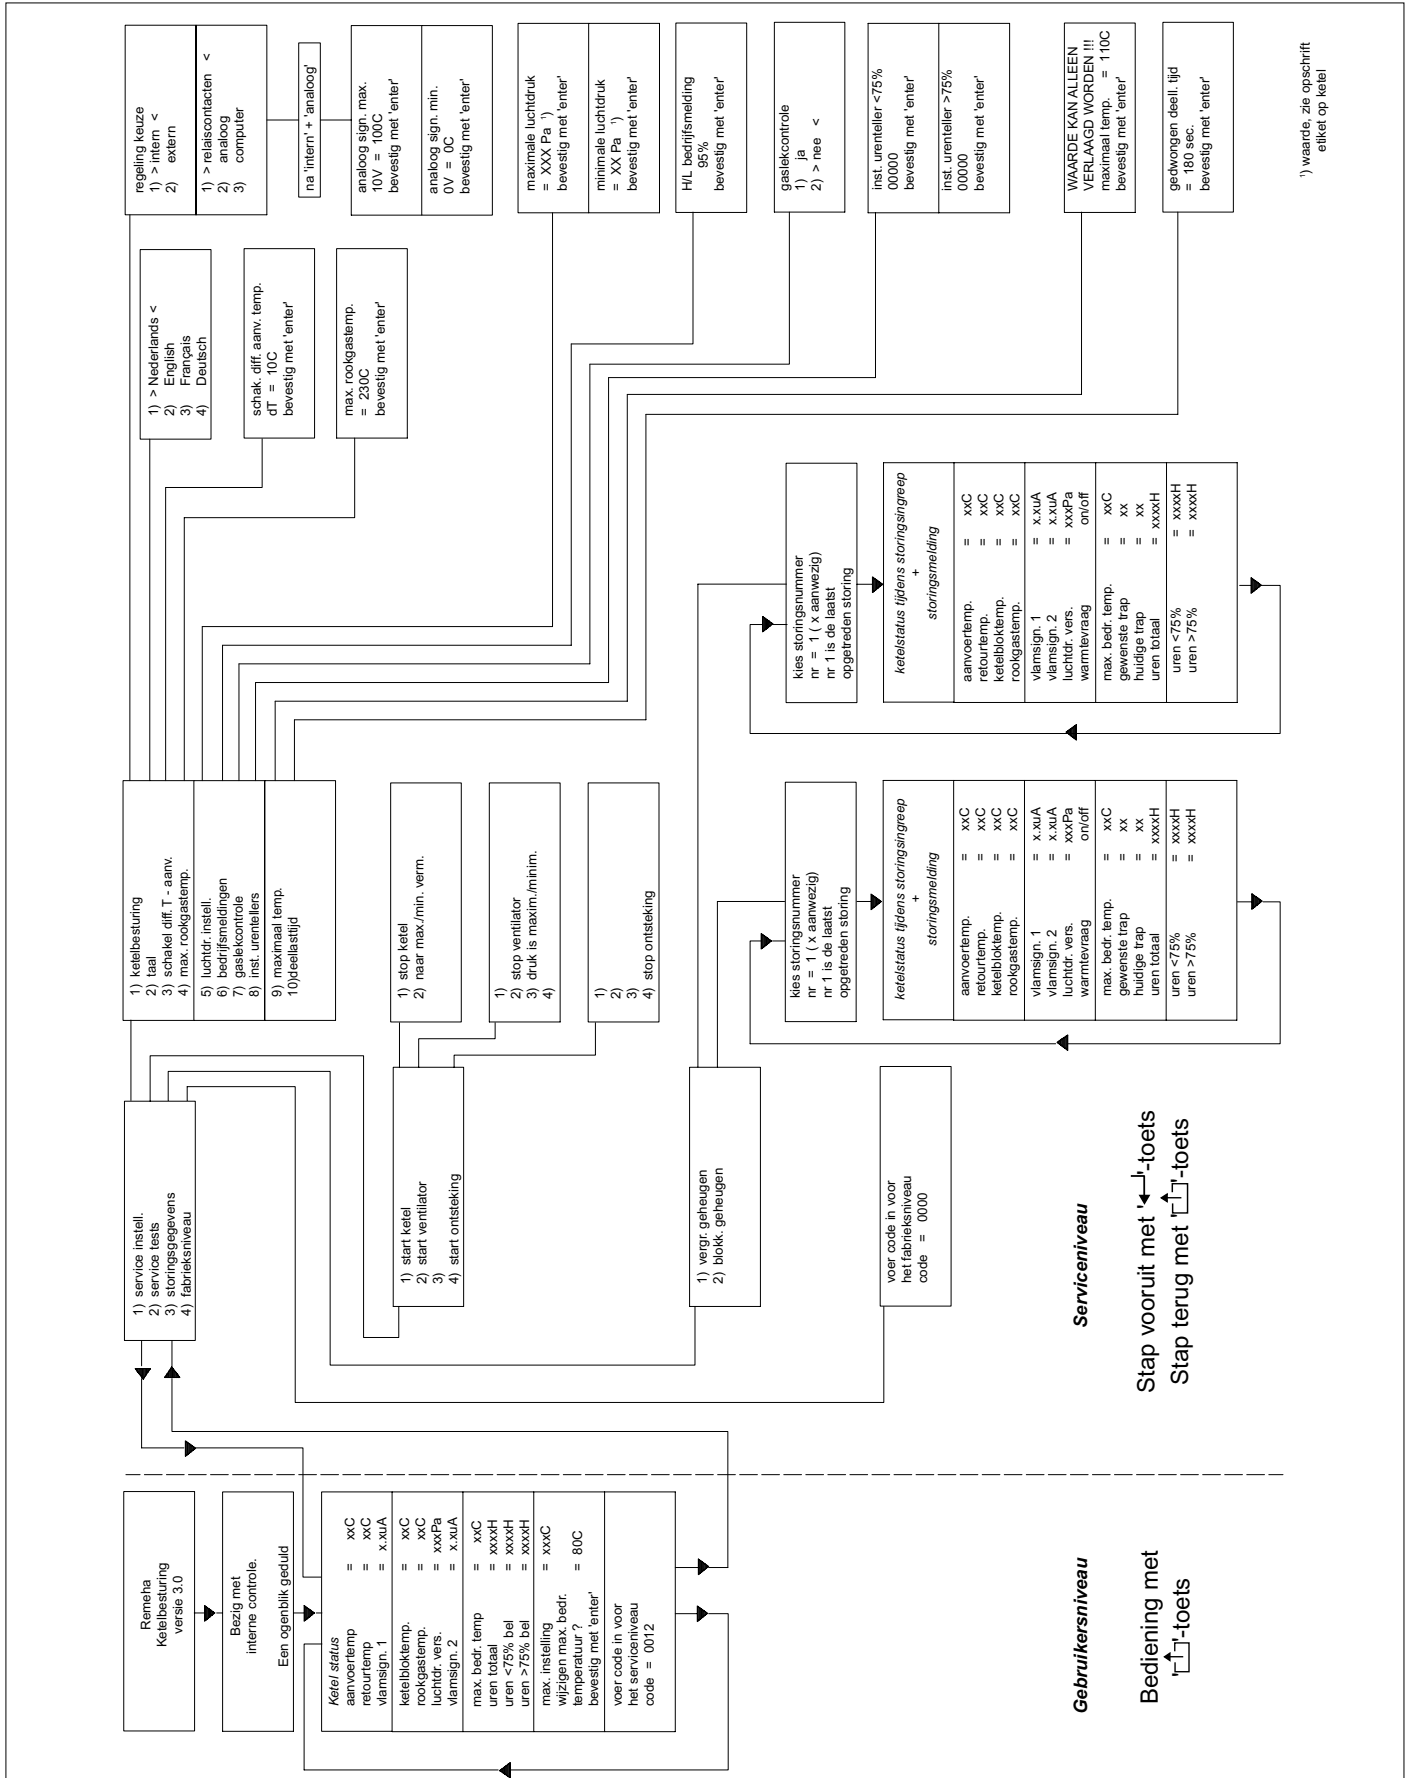 Remeha
Ketelbesturing
versie 3.0
Bezig met
interne controle.
Een ogenblik geduld
Ketel status
aanvoertemp = xxC
retourtemp = xxC
vlamsign. 1 = x.xuA
ketelbloktemp. = xxC
rookgastemp. = xxC
luchtdr. vers. = xxxPa
vlamsign. 2 = x.xuA
max. bedr. temp = xxC
uren totaal = xxxxH
uren <75% bel = xxxxH
uren >75% bel = xxxxH
max. instelling = xxxC
wijzigen max. bedr.
temperatuur ? = 80C
bevestig met 'enter'
voer code in voor
het serviceniveau
code = 0012
Gebruikersniveau
Bediening met
' '-toets
1) service instell.
2) service tests
3) storingsgegevens
4) fabrieksniveau
1) start ketel
2) start ventilator
3)
4) start ontsteking
1) vergr. geheugen
2) blokk. geheugen
voer code in voor
het fabrieksniveau
code = 0000
Serviceniveau
Stap vooruit met ' '-toets
Stap terug met ' '-toets
1) ketelbesturing
2) taal
3) schakel diff. T - aanv.
4) max. rookgastemp.
5) luchtdr. instell.
6) bedrijfsmeldingen
7) gaslekcontrole
8) inst. urentellers
9) maximaal temp.
10)deellasttijd
1) stop ketel
2) naar max./min. verm.
1)
2) stop ventilator
3) druk is maxim./minim.
4)
1)
2)
3)
4) stop ontsteking
kies storingsnummer
nr = 1 ( x aanwezig)
nr 1 is de laatst
opgetreden storing
ketelstatus tijdens storingsingreep
+
storingsmelding
aanvoertemp. = xxC
retourtemp. = xxC
ketelbloktemp. = xxC
rookgastemp. = xxC
vlamsign. 1 = x.xuA
vlamsign. 2 = x.xuA
luchtdr. vers. = xxxPa
warmtevraag on/off
max. bedr. temp. = xxC
gewenste trap = xx
huidige trap = xx
uren totaal = xxxxH
uren <75% = xxxxH
uren >75% = xxxxH
kies storingsnummer
nr = 1 ( x aanwezig)
nr 1 is de laatst
opgetreden storing
ketelstatus tijdens storingsingreep
+
storingsmelding
aanvoertemp. = xxC
retourtemp. = xxC
ketelbloktemp. = xxC
rookgastemp. = xxC
vlamsign. 1 = x.xuA
vlamsign. 2 = x.xuA
luchtdr. vers. = xxxPa
warmtevraag on/off
max. bedr. temp. = xxC
gewenste trap = xx
huidige trap = xx
uren totaal = xxxxH
uren <75% = xxxxH
uren >75% = xxxxH
1) > Nederlands <
2) English
3) Français
4) Deutsch
schak. diff. aanv. temp.
dT = 10C
bevestig met 'enter'
max. rookgastemp.
= 230C
bevestig met 'enter'
regeling keuze
1) > intern <
2) extern
1) > relaiscontacten <
2) analoog
3) computer
na 'intern' + 'analoog'
analoog sign. max.
10V = 100C
bevestig met 'enter'
analoog sign. min.
0V = 0C
bevestig met 'enter'
maximale luchtdruk
= XXX Pa ¹)
bevestig met 'enter'
minimale luchtdruk
= XX Pa ¹)
bevestig met 'enter'
H/L bedrijfsmelding
95%
bevestig met 'enter'
gaslekcontrole
1) ja
2) > nee <
inst. urenteller <75%
00000
bevestig met 'enter'
inst. urenteller >75%
00000
bevestig met 'enter'
WAARDE KAN ALLEEN
VERLAAGD WORDEN !!!
maximaal temp. = 110C
bevestig met 'enter'
gedwongen deell. tijd
= 180 sec.
bevestig met 'enter'
¹) waarde, zie opschrift
etiket op ketel